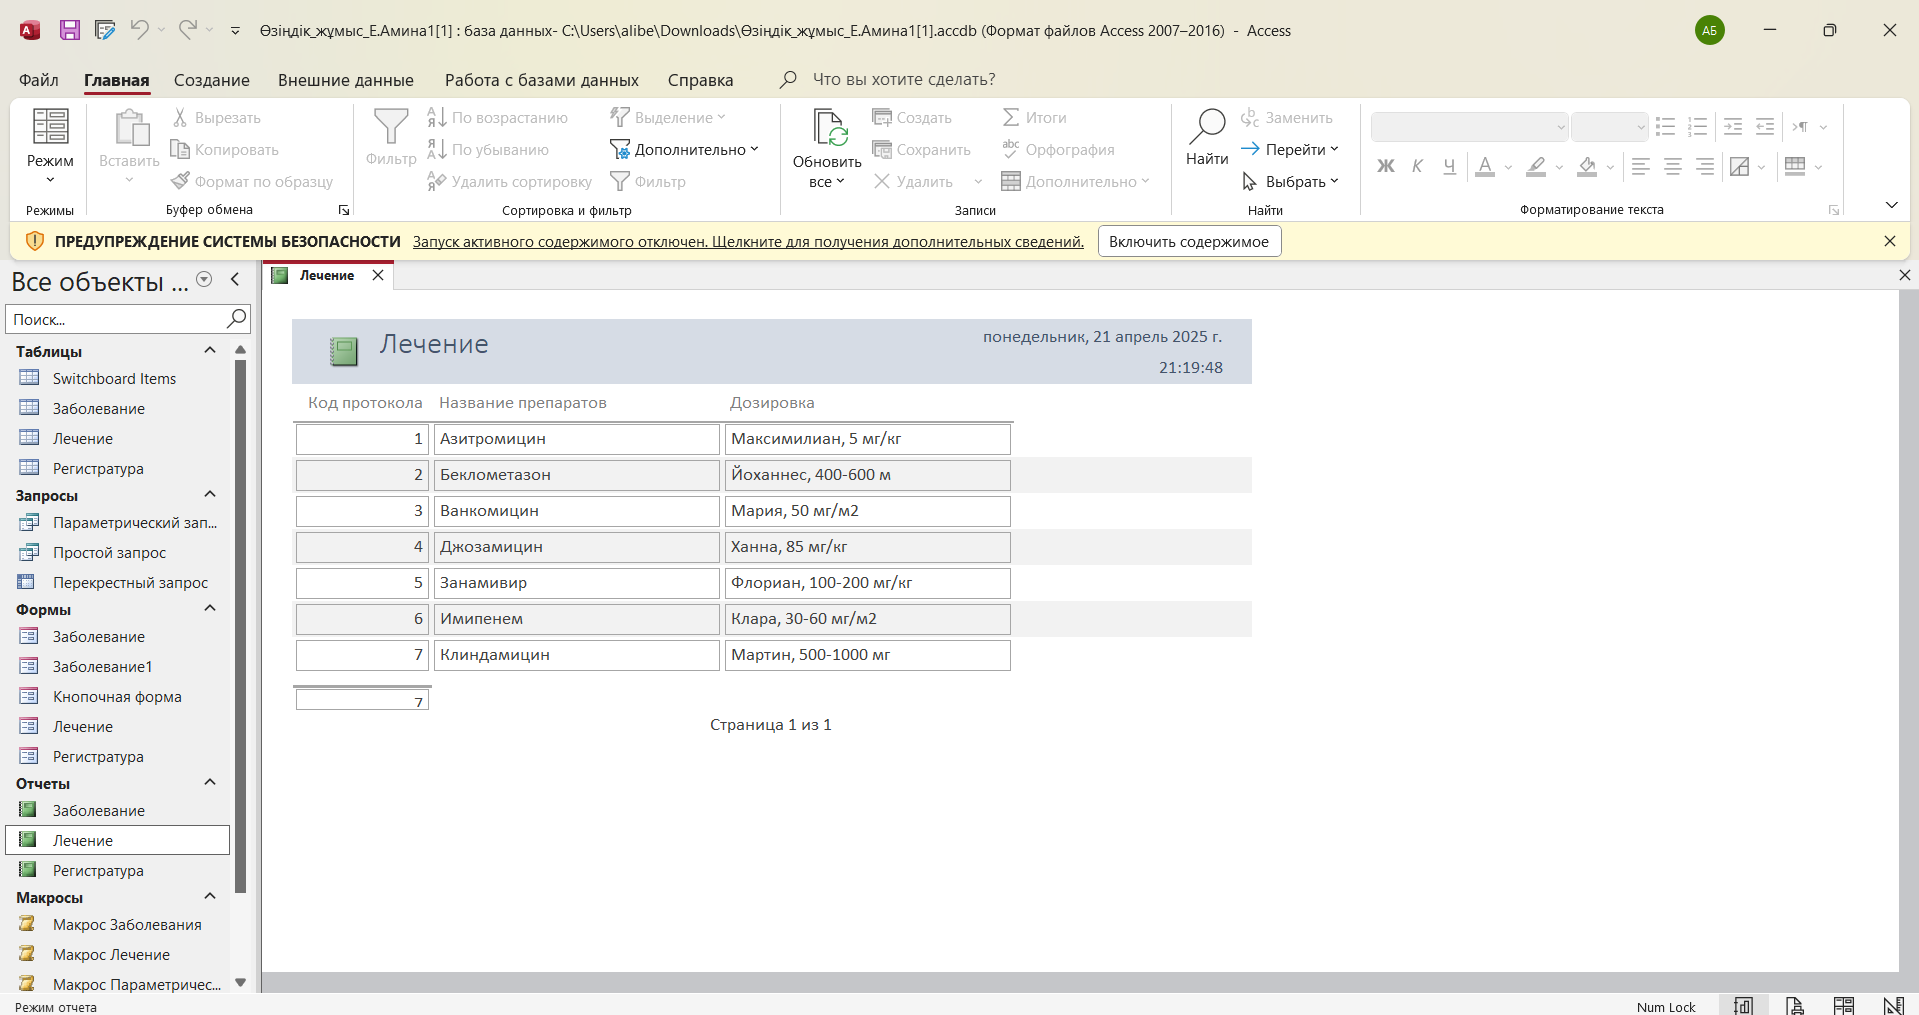 Өзіңдік_жұмыс_Е.Амина1[1] : база данных- C:\Users\alibe\Downloads\Өзіңдік_жұмыс_Е.Амина1[1].accdb (Формат файлов Access 2007–2016) - Access
АБ
Файл Главная Создание Внешние данные Работа с базами данных Справка Что вы хотите сделать?
Режим
Режимы
Вставить
Вырезать
Копировать
Формат по образцу
Буфер обмена
Фильтр
По возрастанию
По убыванию
Удалить сортировку
Выделение
Дополнительно
Фильтр
Сортировка и фильтр
Обновить
все
Создать
Сохранить
Удалить
Итоги
Орфография
Дополнительно
Записи
Найти
Заменить
Перейти
Выбрать
Найти
Ж К Ч
Форматирование текста
ПРЕДУПРЕЖДЕНИЕ СИСТЕМЫ БЕЗОПАСНОСТИ Запуск активного содержимого отключен. Щелкните для получения дополнительных сведений. Включить содержимое
Все объекты ...
Поиск...
Таблицы
Switchboard Items
Заболевание
Лечение
Регистратура
Запросы
Параметрический зап...
Простой запрос
Перекрестный запрос
Формы
Заболевание
Заболевание1
Кнопочная форма
Лечение
Регистратура
Отчеты
Заболевание
Лечение
Регистратура
Макросы
Макрос Заболевания
Макрос Лечение
Макрос Параметричес...
Лечение
Лечение
понедельник, 21 апрель 2025 г.
21:19:48
Код протокола Название препаратов Дозировка
1 Азитромицин Максимилиан, 5 мг/кг
2 Беклометазон Йоханнес, 400-600 м
3 Ванкомицин Мария, 50 мг/м2
4 Джозамицин Ханна, 85 мг/кг
5 Занамивир Флориан, 100-200 мг/кг
6 Имипенем Клара, 30-60 мг/м2
7 Клиндамицин Мартин, 500-1000 мг
7
Страница 1 из 1
Режим отчета
Num Lock